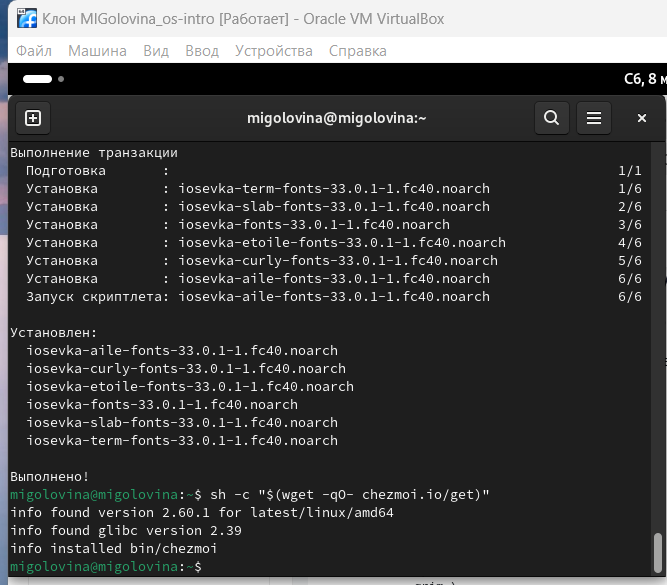 Клон MIGolovina_os-intro [Работает] - Oracle VM VirtualBox
Файл Машина Вид Ввод Устройства Справка
Сб, 8 м
migolovina@migolovina:~
Выполнение транзакции
Подготовка : 1/1
Установка : iosevka-term-fonts-33.0.1-1.fc40.noarch 1/6
Установка : iosevka-slab-fonts-33.0.1-1.fc40.noarch 2/6
Установка : iosevka-fonts-33.0.1-1.fc40.noarch 3/6
Установка : iosevka-etoile-fonts-33.0.1-1.fc40.noarch 4/6
Установка : iosevka-curly-fonts-33.0.1-1.fc40.noarch 5/6
Установка : iosevka-aile-fonts-33.0.1-1.fc40.noarch 6/6
Запуск скриптлета: iosevka-aile-fonts-33.0.1-1.fc40.noarch 6/6
Установлен:
iosevka-aile-fonts-33.0.1-1.fc40.noarch
iosevka-curly-fonts-33.0.1-1.fc40.noarch
iosevka-etoile-fonts-33.0.1-1.fc40.noarch
iosevka-fonts-33.0.1-1.fc40.noarch
iosevka-slab-fonts-33.0.1-1.fc40.noarch
iosevka-term-fonts-33.0.1-1.fc40.noarch
Выполнено!
migolovina@migolovina:~$ sh -c "$(wget -qO- chezmoi.io/get)"
info found version 2.60.1 for latest/linux/amd64
info found glibc version 2.39
info installed bin/chezmoi
migolovina@migolovina:~$